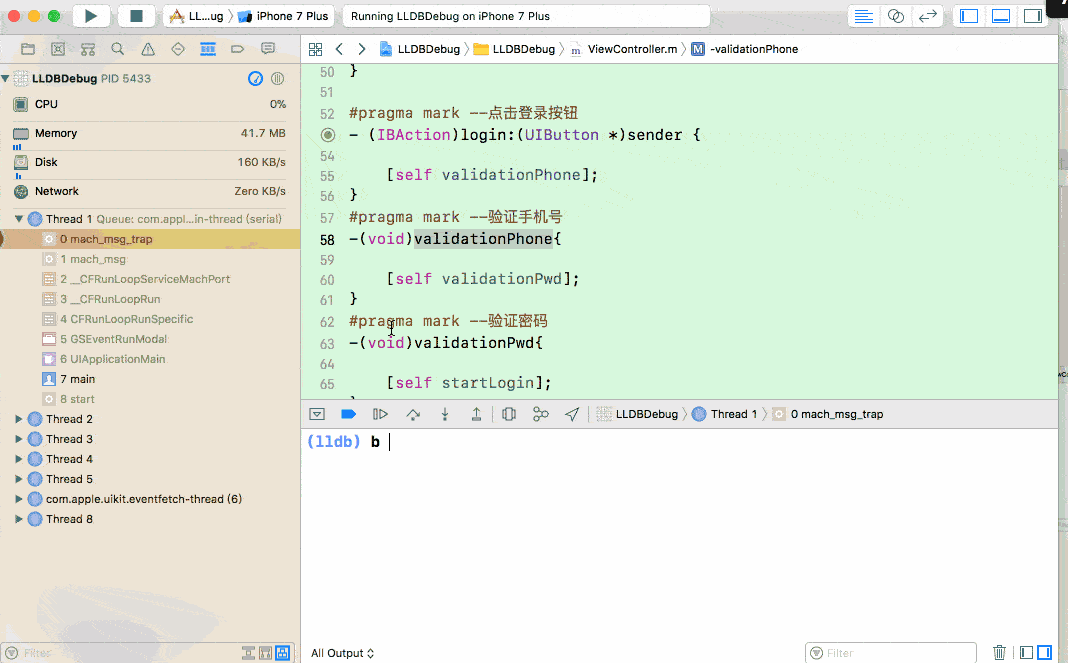 LL...ug 〉 iPhone 7 Plus
Running LLDBDebug on iPhone 7 Plus
LLDBDebug 〉 LLDBDebug 〉 ViewController.m 〉 M -validationPhone
LLDBDebug PID 5433
CPU 0%
Memory 41.7 MB
Disk 160 KB/s
Network Zero KB/s
Thread 1 Queue: com.appl...in-thread (serial)
0 mach_msg_trap
1 mach_msg
2 __CFRunLoopServiceMachPort
3 __CFRunLoopRun
4 CFRunLoopRunSpecific
5 GSEventRunModal
6 UIApplicationMain
7 main
8 start
Thread 2
Thread 3
Thread 4
Thread 5
com.apple.uikit.eventfetch-thread (6)
Thread 8
Filter
50 }
51
52 #pragma mark --点击登录按钮
- (IBAction)login:(UIButton *)sender {
54
55 [self validationPhone];
56 }
57 #pragma mark --验证手机号
58 -(void)validationPhone{
59
60 [self validationPwd];
61 }
62 #pragma mark --验证密码
63 -(void)validationPwd{
64
65 [self startLogin];
LLDBDebug 〉 Thread 1 〉 0 mach_msg_trap
(lldb) b
All Output
Filter